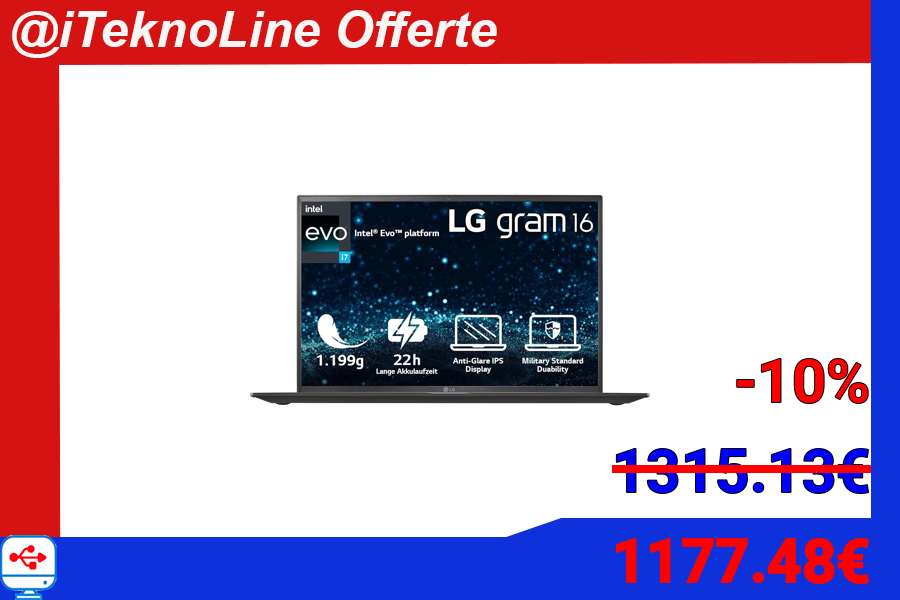 @iTeknoLine Offerte
intel
evo
i7
Intel® Evo™ platform
LG gram 16
1.199g
22h
Lange Akkulaufzeit
Anti-Glare IPS
Display
Military Standard
Duability
LG
-10%
1315.13€
1177.48€